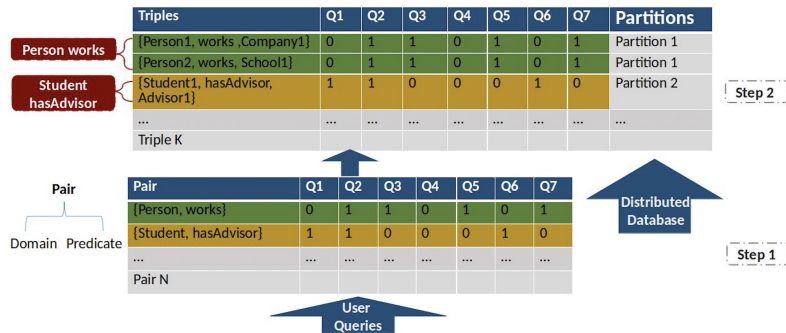 Triples Q1 Q2 Q3 Q4 Q5 Q6 Q7 Partitions
Person works
{Person1, works ,Company1} 0 1 1 0 1 0 1 Partition 1
{Person2, works, School1} 0 1 1 0 1 0 1 Partition 1
Student
hasAdvisor
{Student1, hasAdvisor,
Advisor1} 1 1 0 0 0 1 0 Partition 2
Step 2
... ... ... ... ... ... ... ... ...
Triple K
Pair Q1 Q2 Q3 Q4 Q5 Q6 Q7
Pair
Domain Predicate
{Person, works} 0 1 1 0 1 0 1
{Student, hasAdvisor} 1 1 0 0 0 1 0
... ... ... ... ... ... ... ...
Pair N
Distributed
Database
Step 1
User
Queries